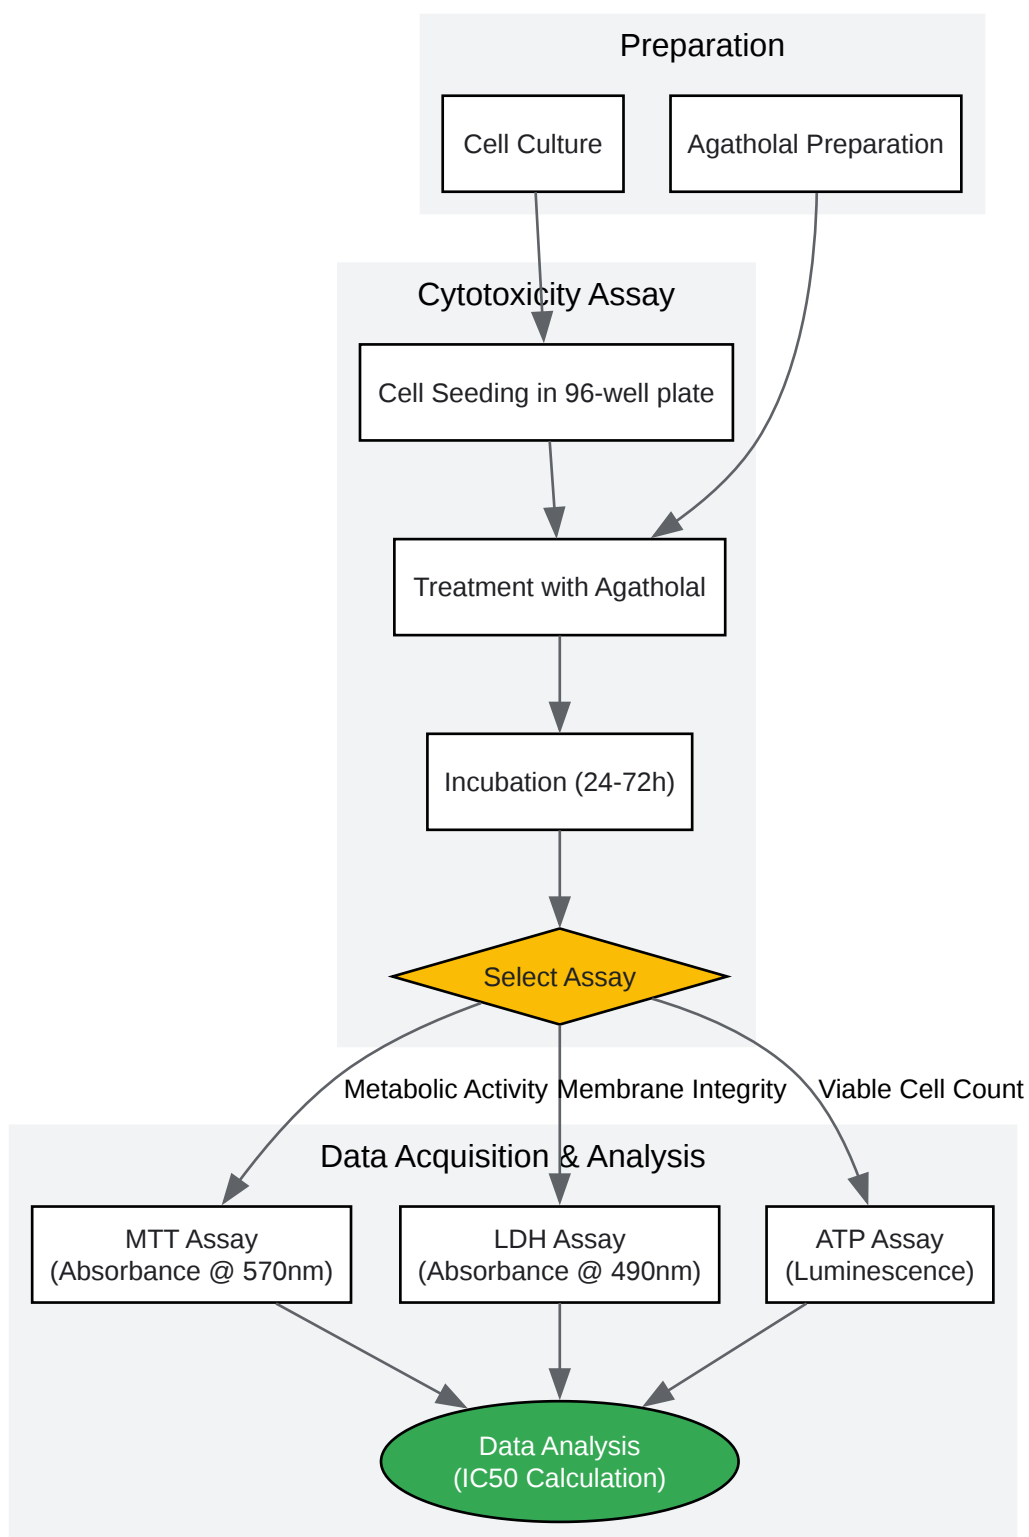 Preparation
Cell Culture
Agatholal Preparation
Cytotoxicity Assay
Cell Seeding in 96-well plate
Treatment with Agatholal
Incubation (24-72h)
Select Assay
Metabolic Activity
Membrane Integrity
Viable Cell Count
Data Acquisition & Analysis
MTT Assay
(Absorbance @ 570nm)
LDH Assay
(Absorbance @ 490nm)
ATP Assay
(Luminescence)
Data Analysis
(IC50 Calculation)